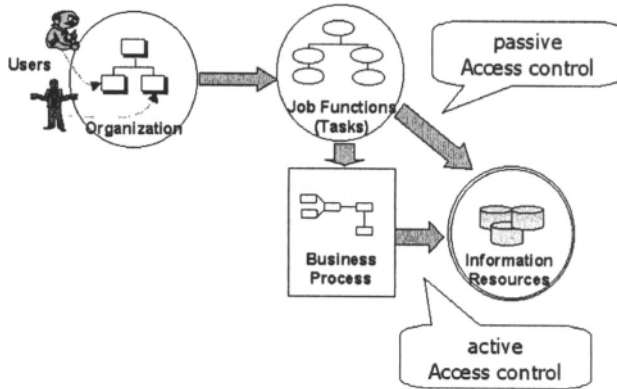 Users
Organization
Job Functions
(Tasks)
passive
Access control
Business
Process
Information
Resources
active
Access control